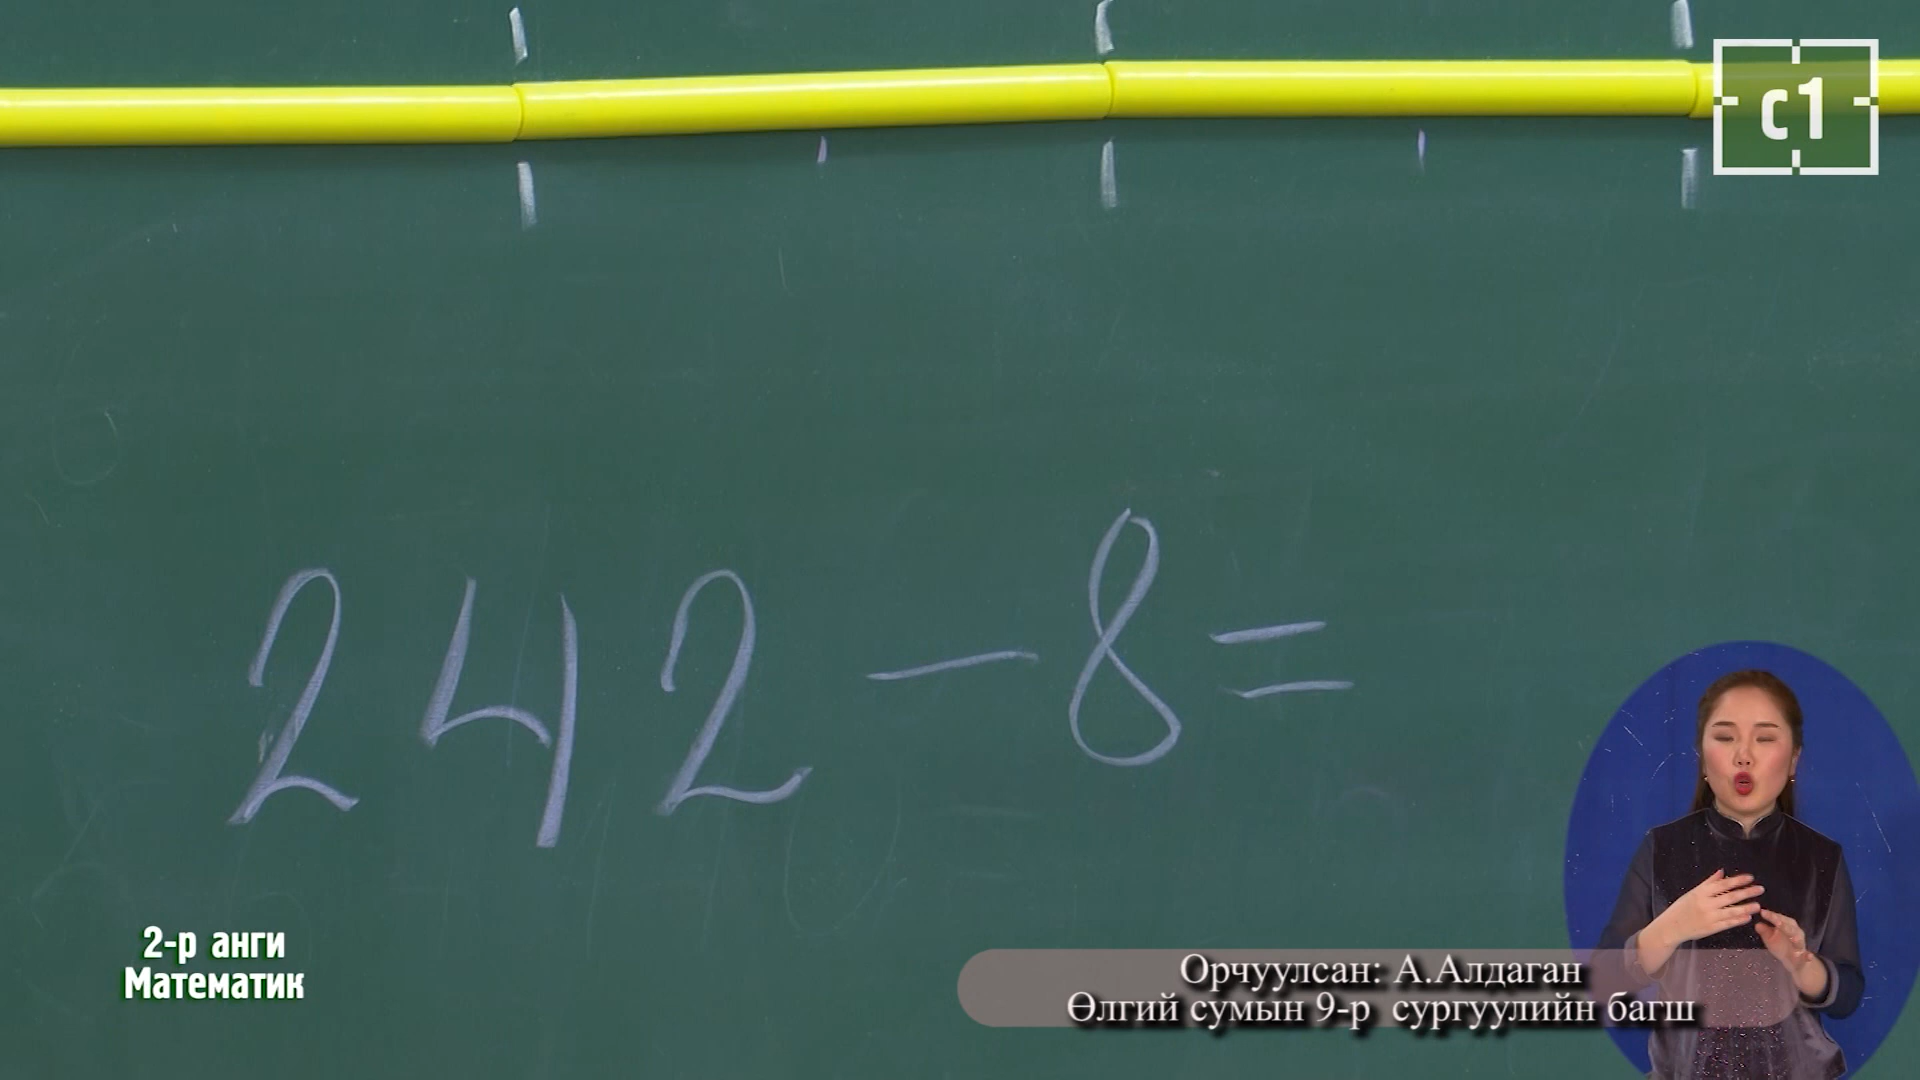 c1
242-8=
2-р анги
Математик
Орчуулсан: А.Алдаган
Өлгий сумын 9-р сургуулийн багш